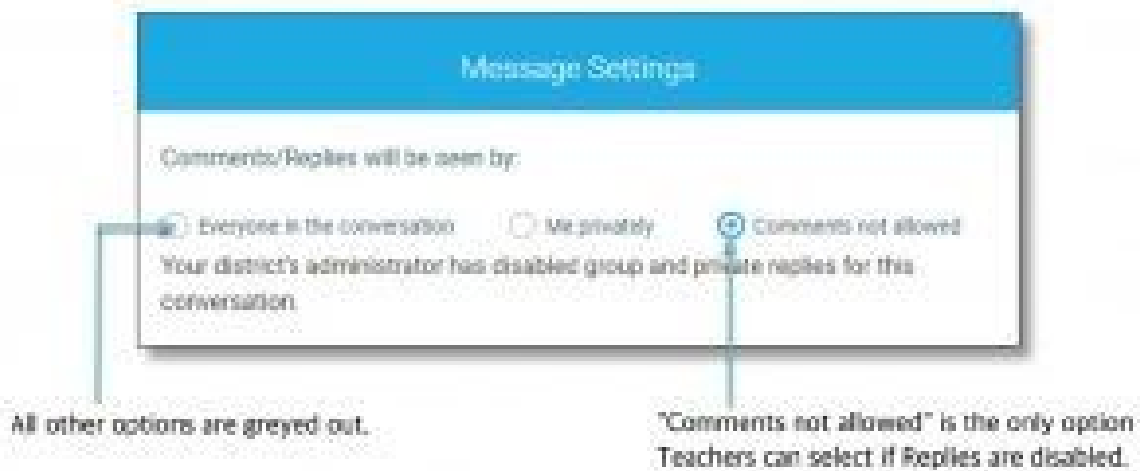 Message Settings
Comments/Replies will be seen by:
Everyone in the conversation Me privately Comments not allowed
Your district's administrator has disabled group and private replies for this
conversation.
All other options are greyed out.
"Comments not allowed" is the only option
Teachers can select if Replies are disabled.